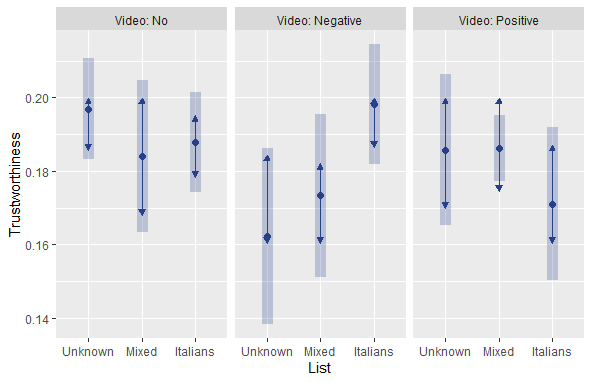 Video: No Video: Negative Video: Positive
Trustworthiness
0.20
0.18
0.16
0.14
Unknown Mixed Italians Unknown Mixed Italians Unknown Mixed Italians
List